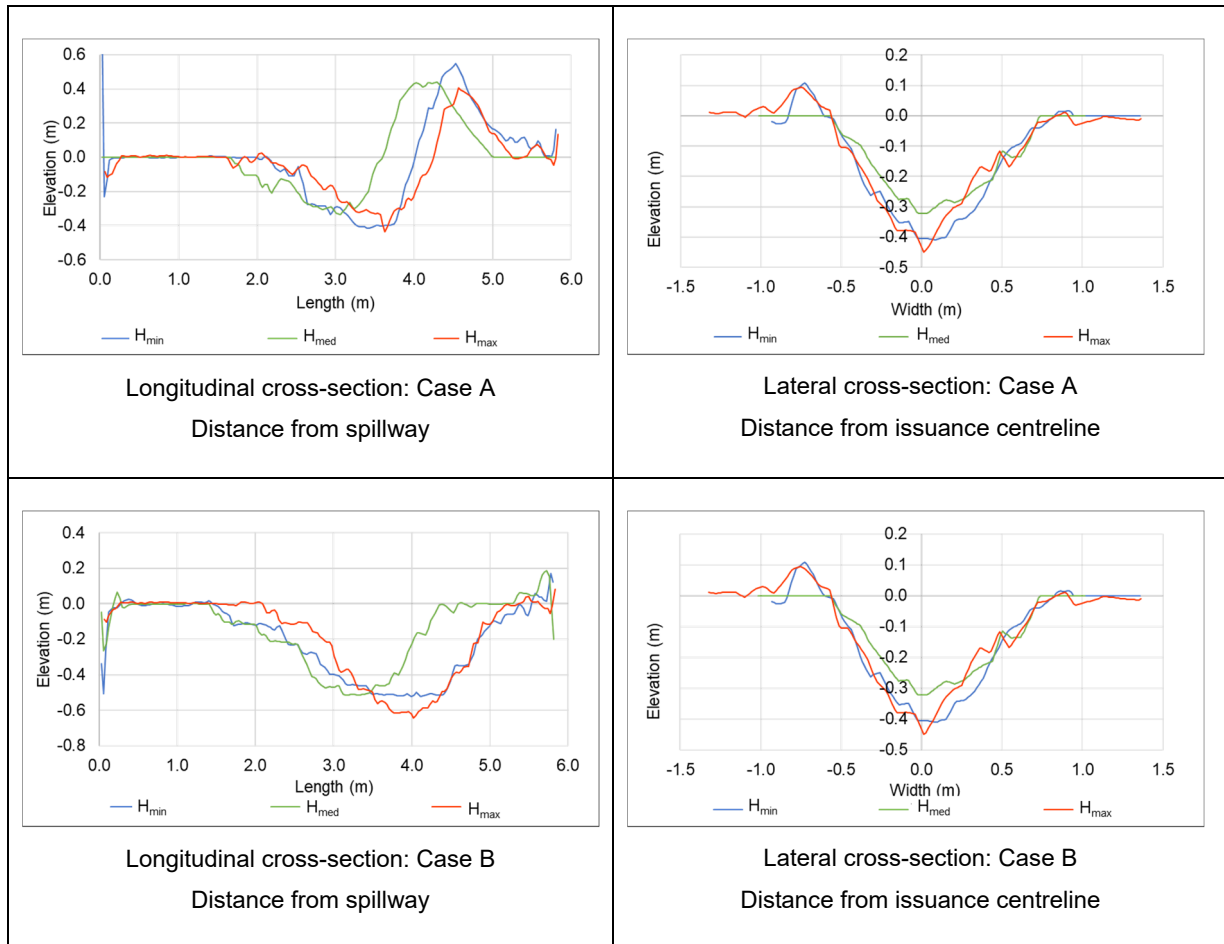 0.6
0.4
0.2
0.0
-0.2
-0.4
-0.6
Elevation (m)
0.0 1.0 2.0 3.0 4.0 5.0 6.0
Length (m)
Hmin Hmed Hmax
Longitudinal cross-section: Case A
Distance from spillway
0.2
0.1
0.0
-0.1
-0.2
-0.3
-0.4
-0.5
Elevation (m)
-1.5 -1.0 -0.5 0.0 0.5 1.0 1.5
Width (m)
Hmin Hmed Hmax
Lateral cross-section: Case A
Distance from issuance centreline
0.4
0.2
0.0
-0.2
-0.4
-0.6
-0.8
Elevation (m)
0.0 1.0 2.0 3.0 4.0 5.0 6.0
Length (m)
Hmin Hmed Hmax
Longitudinal cross-section: Case B
Distance from spillway
0.2
0.1
0.0
-0.1
-0.2
-0.3
-0.4
-0.5
Elevation (m)
-1.5 -1.0 -0.5 0.0 0.5 1.0 1.5
Width (m)
Hmin Hmed Hmax
Lateral cross-section: Case B
Distance from issuance centreline